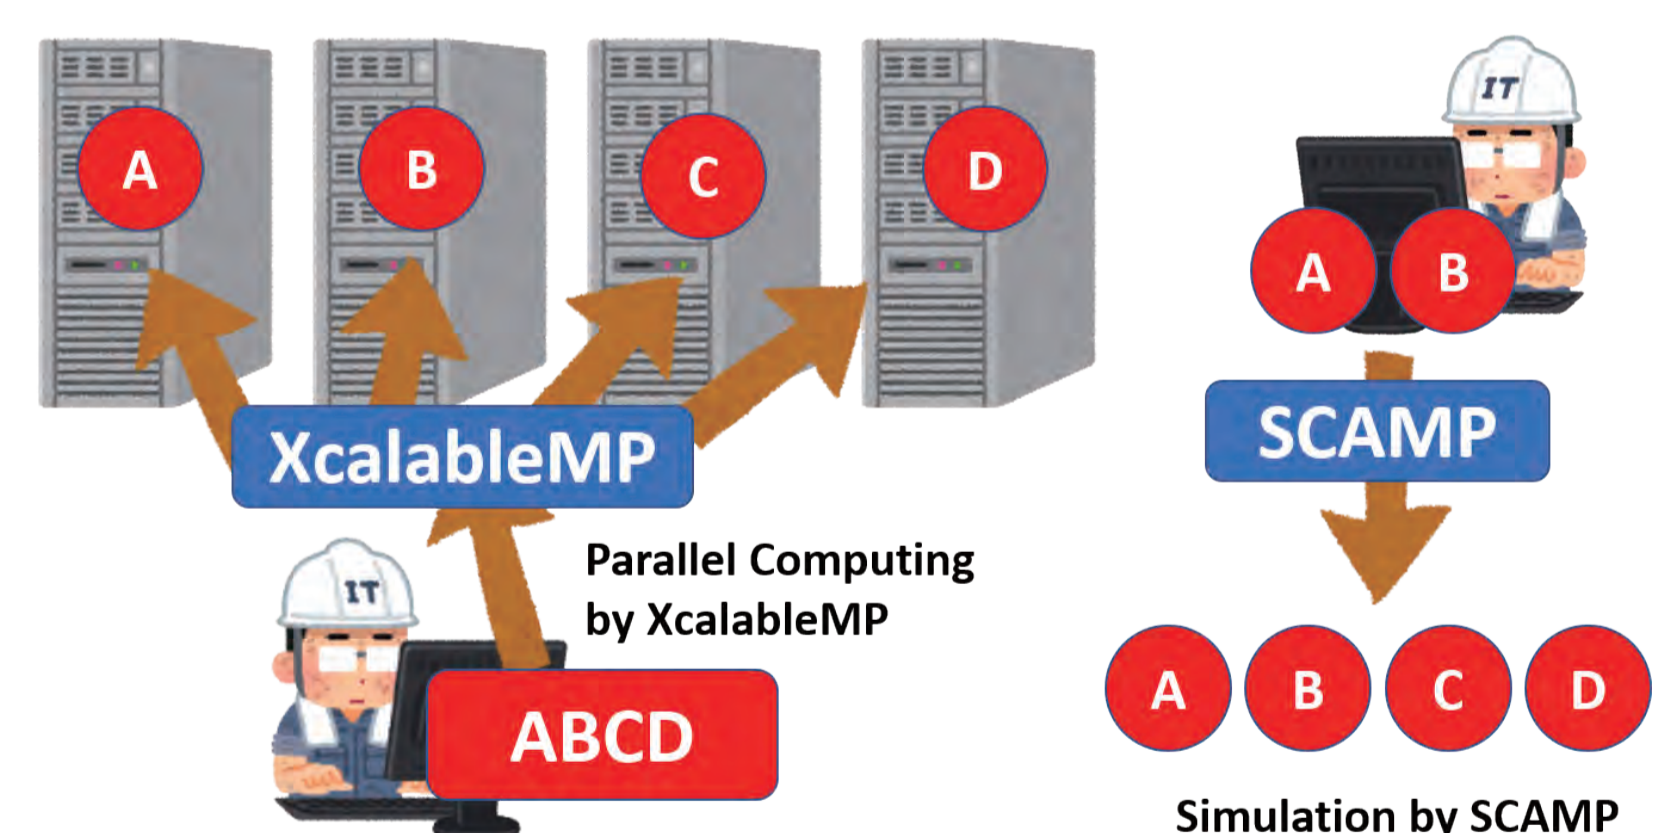 A
B
C
D
XcalableMP
IT
ABCD
Parallel Computing
by XcalableMP
IT
A
B
SCAMP
A
B
C
D
Simulation by SCAMP